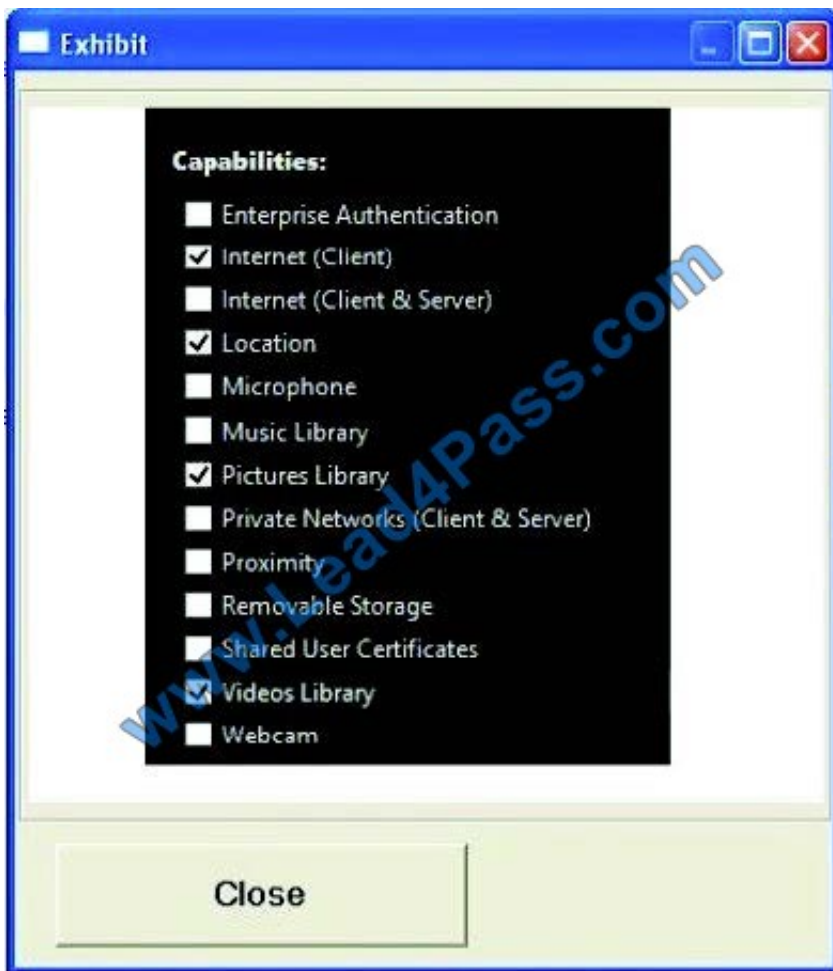 Exhibit
Capabilities:
Enterprise Authentication
Internet (Client)
Internet (Client & Server)
Location
Microphone
Music Library
Pictures Library
Private Networks (Client & Server)
Proximity
Removable Storage
Shared User Certificates
Videos Library
Webcam
www.Lead4Pass.com
Close